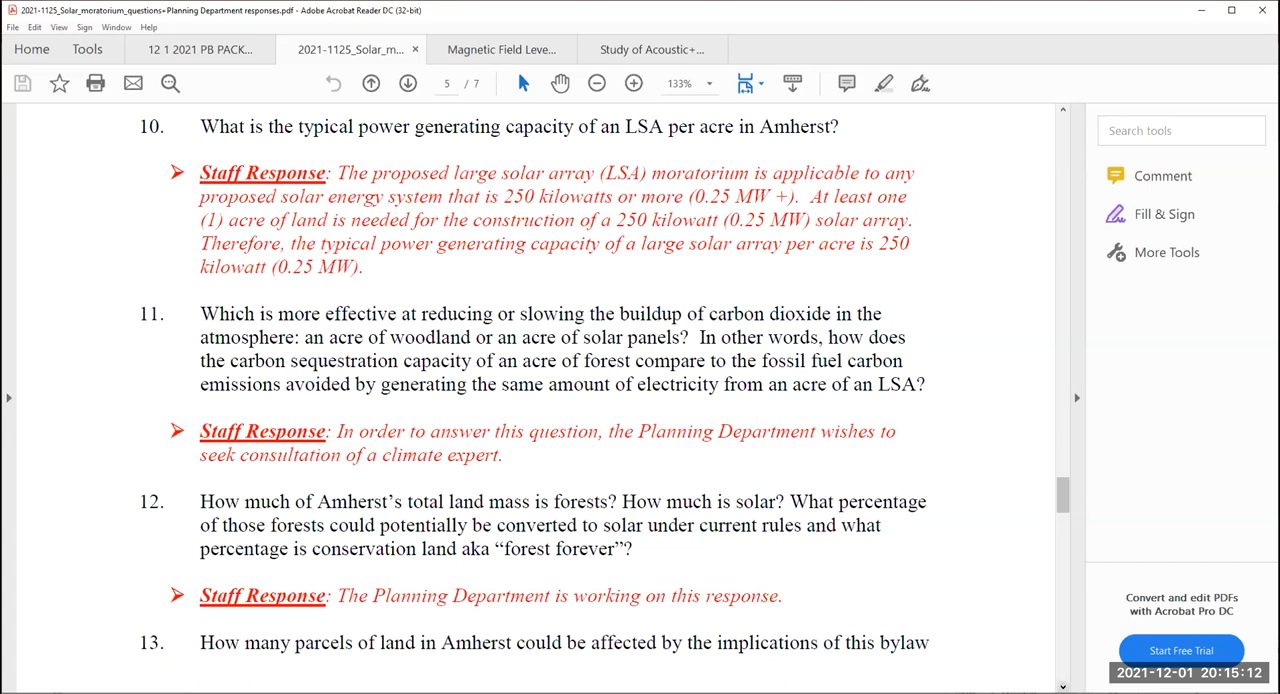 2021-1125_Solar_moratorium_questions+Planning Department responses.pdf - Adobe Acrobat Reader DC (32-bit)
File Edit View Sign Window Help
Home Tools 12 1 2021 PB PACK... 2021-1125_Solar_m... × Magnetic Field Leve... Study of Acoustic+...
5 / 7 133%
10. What is the typical power generating capacity of an LSA per acre in Amherst?
Staff Response: The proposed large solar array (LSA) moratorium is applicable to any
proposed solar energy system that is 250 kilowatts or more (0.25 MW +). At least one
(1) acre of land is needed for the construction of a 250 kilowatt (0.25 MW) solar array.
Therefore, the typical power generating capacity of a large solar array per acre is 250
kilowatt (0.25 MW).
11. Which is more effective at reducing or slowing the buildup of carbon dioxide in the
atmosphere: an acre of woodland or an acre of solar panels? In other words, how does
the carbon sequestration capacity of an acre of forest compare to the fossil fuel carbon
emissions avoided by generating the same amount of electricity from an acre of an LSA?
Staff Response: In order to answer this question, the Planning Department wishes to
seek consultation of a climate expert.
12. How much of Amherst's total land mass is forests? How much is solar? What percentage
of those forests could potentially be converted to solar under current rules and what
percentage is conservation land aka “forest forever”?
Staff Response: The Planning Department is working on this response.
13. How many parcels of land in Amherst could be affected by the implications of this bylaw
Search tools
Comment
Fill & Sign
More Tools
Convert and edit PDFs
with Acrobat Pro DC
Start Free Trial
2021-12-01 20:15:12